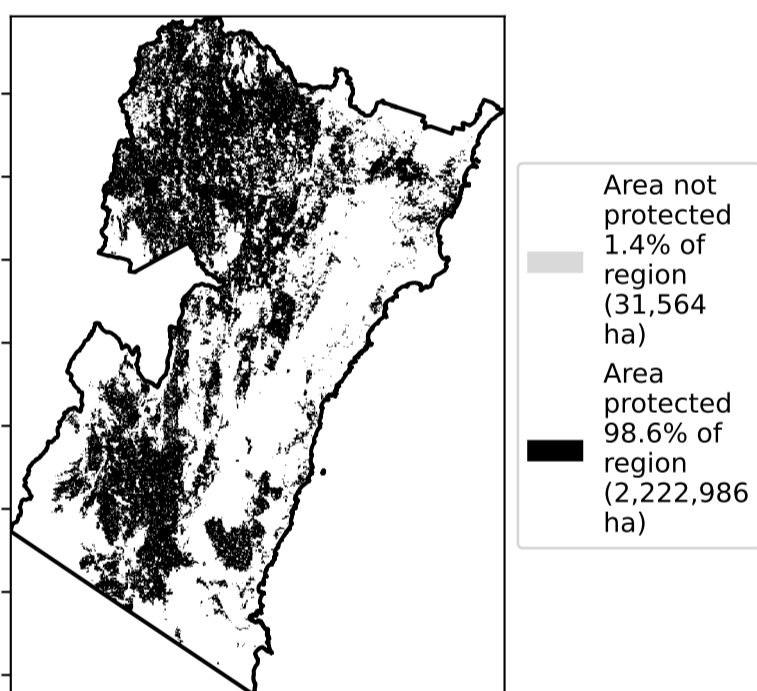 Area not
protected
1.4% of
region
(31,564
ha)
Area
protected
98.6% of
region
(2,222,986
ha)